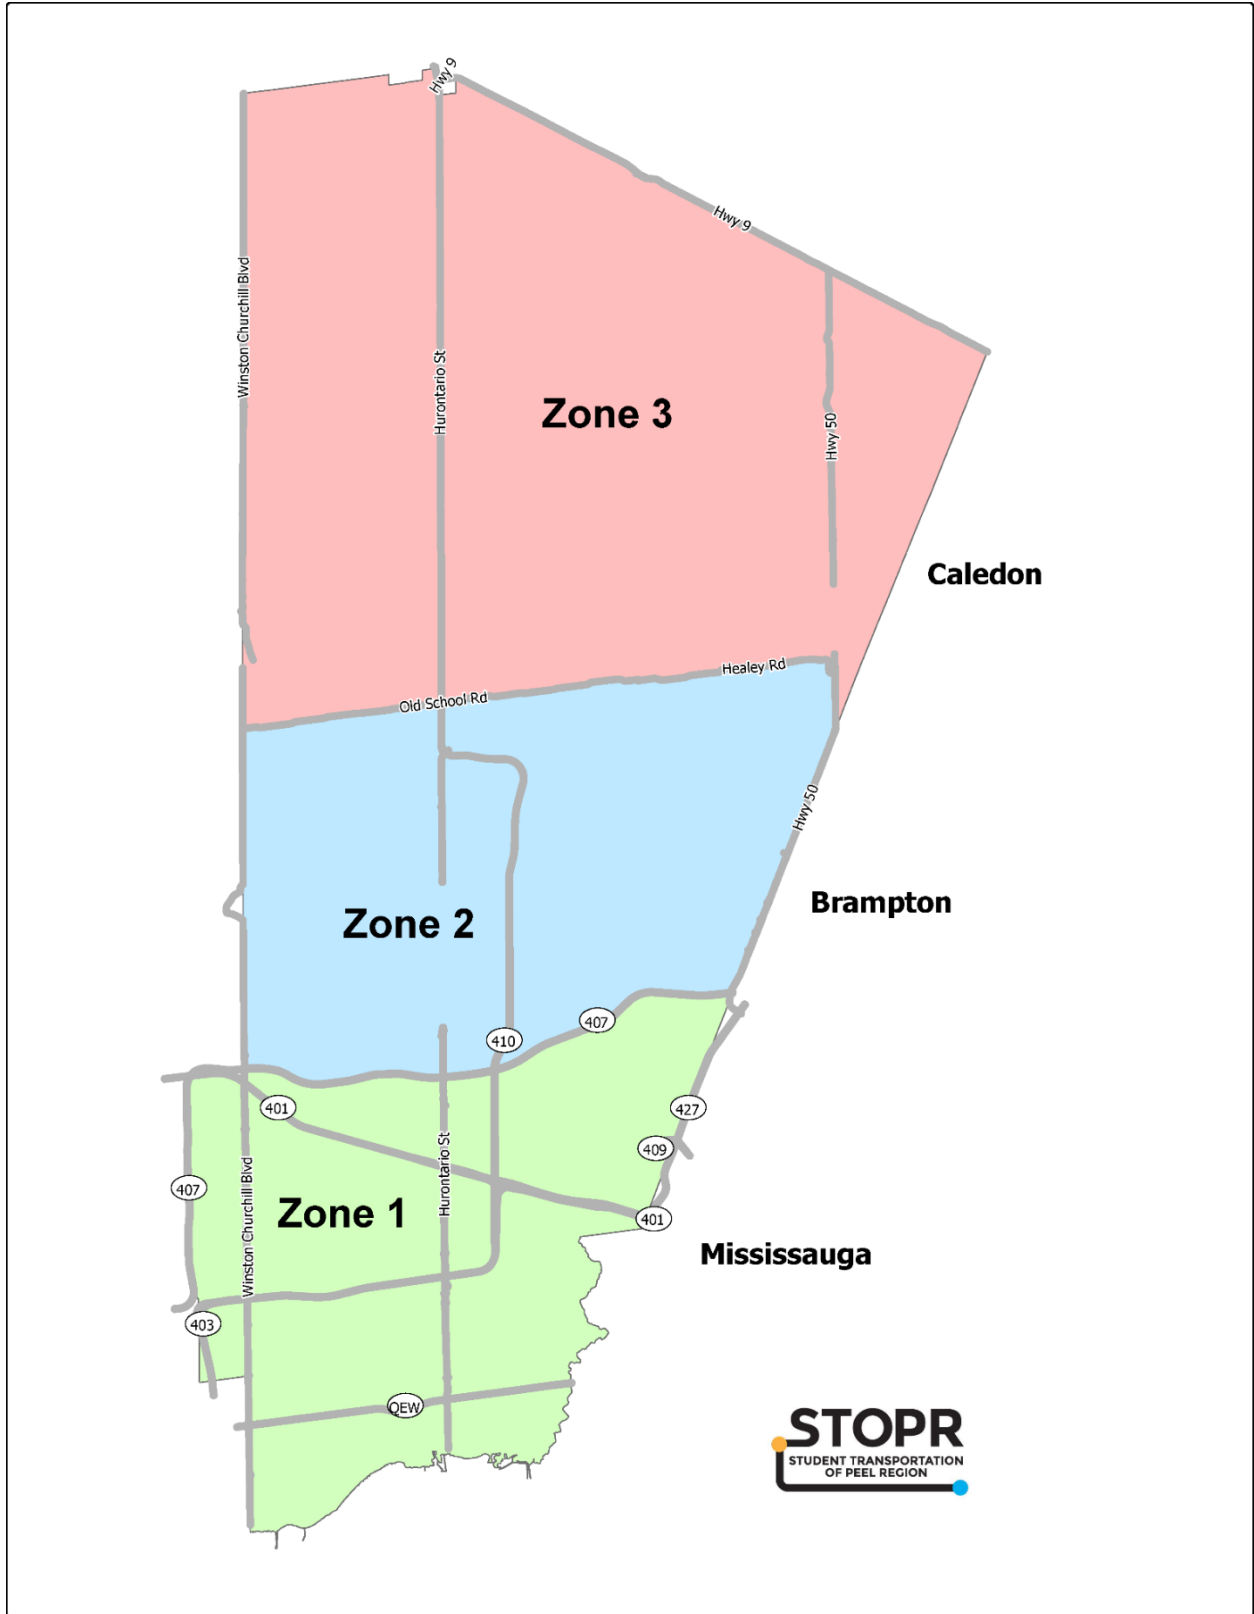 Hwy 9
Hwy 9
Winston Churchill Blvd
Hurontario St
Zone 3
Hwy 50
Caledon
Healey Rd
Old School Rd
Hwy 50
Brampton
Zone 2
407
410
401
427
409
407
Winston Churchill Blvd
Hurontario St
Zone 1
401
Mississauga
403
QEW
STOPR
STUDENT TRANSPORTATION
OF PEEL REGION